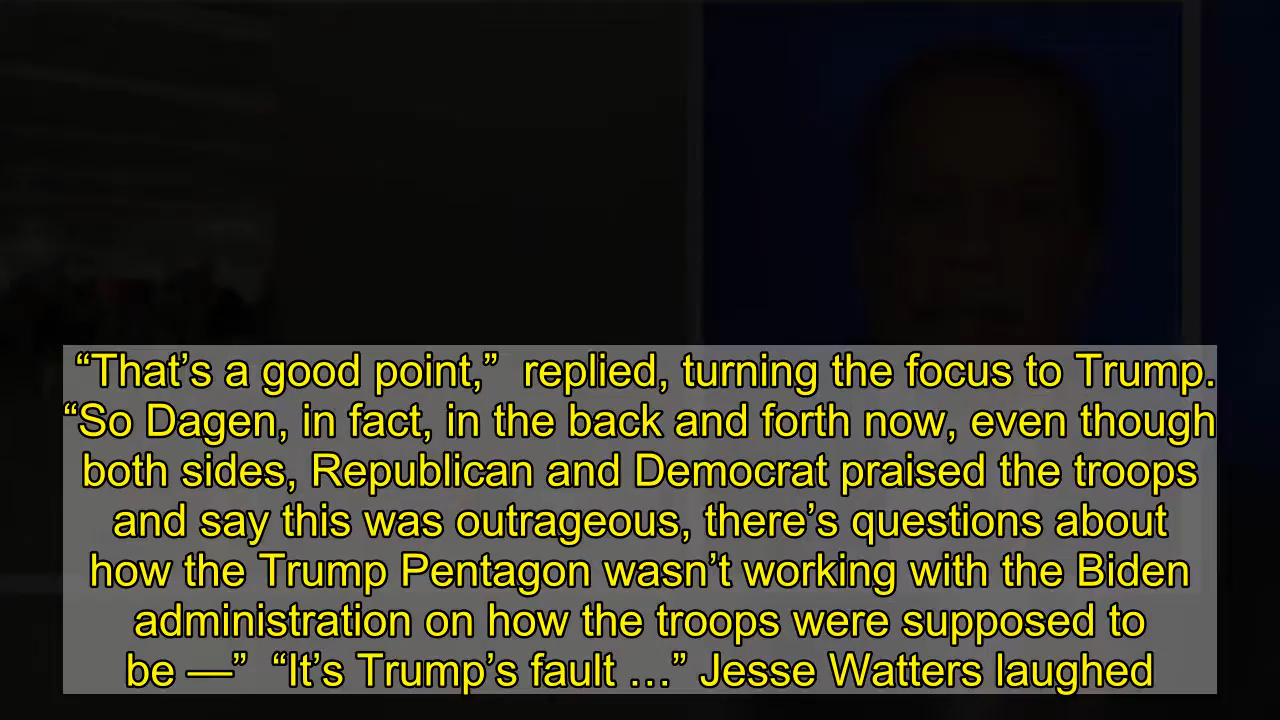 “That’s a good point,”  replied, turning the focus to Trump.
“So Dagen, in fact, in the back and forth now, even though
both sides, Republican and Democrat praised the troops
and say this was outrageous, there’s questions about
how the Trump Pentagon wasn’t working with the Biden
administration on how the troops were supposed to
be —”  “It’s Trump’s fault …” Jesse Watters laughed